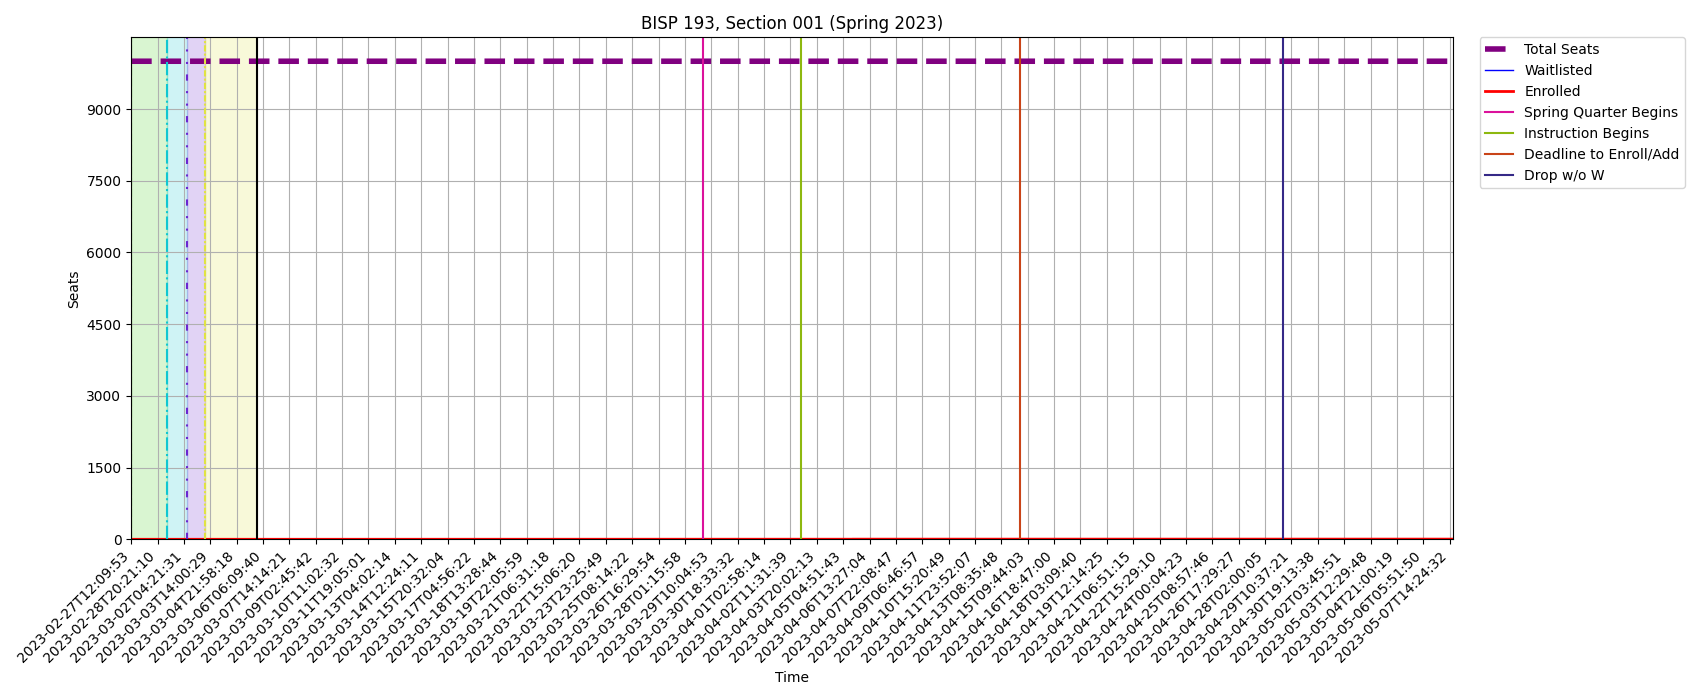 BISP 193, Section 001 (Spring 2023)
Total Seats
Waitlisted
Enrolled
Spring Quarter Begins
Instruction Begins
Deadline to Enroll/Add
Drop w/o W
Seats
9000
7500
6000
4500
3000
1500
0
2023-02-27T12:09:53
2023-02-28T20:21:10
2023-03-02T04:21:31
2023-03-03T14:00:29
2023-03-04T21:58:18
2023-03-06T06:09:40
2023-03-07T14:14:21
2023-03-09T02:45:42
2023-03-10T11:02:32
2023-03-11T19:05:01
2023-03-13T04:02:14
2023-03-14T12:24:11
2023-03-15T20:32:04
2023-03-17T04:56:22
2023-03-18T13:28:44
2023-03-19T22:05:59
2023-03-21T06:31:18
2023-03-22T15:06:20
2023-03-23T23:25:49
2023-03-25T08:14:22
2023-03-26T16:29:54
2023-03-28T01:15:58
2023-03-29T10:04:53
2023-03-30T18:33:32
2023-04-01T02:58:14
2023-04-02T11:31:39
2023-04-03T20:02:13
2023-04-05T04:51:43
2023-04-06T13:27:04
2023-04-07T22:08:47
2023-04-09T06:46:57
2023-04-10T15:20:49
2023-04-11T23:52:07
2023-04-13T08:35:48
2023-04-15T09:44:03
2023-04-16T18:47:00
2023-04-18T03:09:40
2023-04-19T12:14:25
2023-04-21T06:51:15
2023-04-22T15:29:10
2023-04-24T00:04:23
2023-04-25T08:57:46
2023-04-26T17:29:27
2023-04-28T02:00:05
2023-04-29T10:37:21
2023-04-30T19:13:38
2023-05-02T03:45:51
2023-05-03T12:29:48
2023-05-04T21:00:19
2023-05-06T05:51:50
2023-05-07T14:24:32
Time